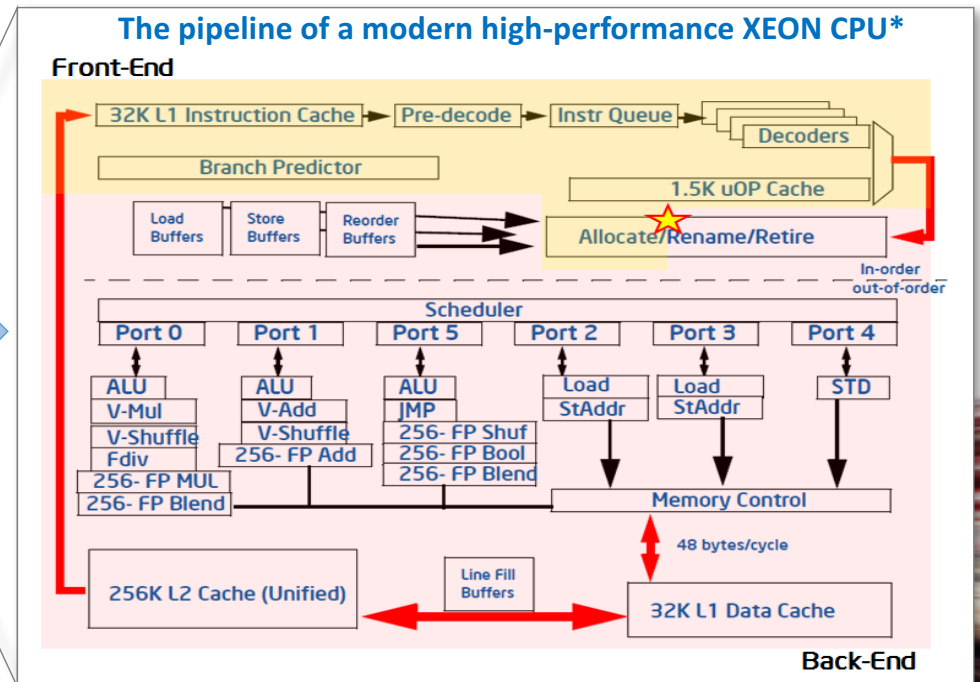 The pipeline of a modern high-performance XEON CPU*
Front-End
32K L1 Instruction Cache
Pre-decode
Instr Queue
Decoders
Branch Predictor
1.5K uOP Cache
Load
Buffers
Store
Buffers
Reorder
Buffers
Allocate/Rename/Retire
In-order
out-of-order
Scheduler
Port 0
Port 1
Port 5
Port 2
Port 3
Port 4
ALU
V-Mul
V-Shuffle
Fdiv
256- FP MUL
256- FP Blend
ALU
V-Add
V-Shuffle
256- FP Add
ALU
JMP
256- FP Shuf
256- FP Bool
256- FP Blend
Load
StAddr
Load
StAddr
STD
Memory Control
48 bytes/cycle
256K L2 Cache (Unified)
Line Fill
Buffers
32K L1 Data Cache
Back-End